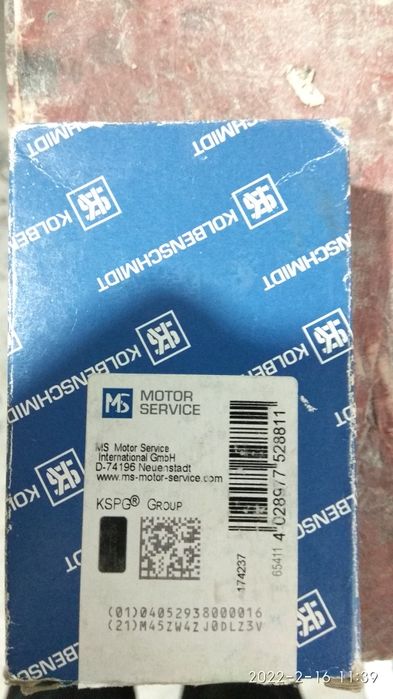 KOLBENSCHMIDT
KOLBENSCHMIDT
KOLBENSCHMIDT
KOLBENSCHMIDT
MS MOTOR
SERVICE
MS Motor Service
International GmbH
D-74196 Neuenstadt
www.ms-motor-service.com
KSPG® GROUP
4 028977 528811
65411
174237
(01)04052938000016
(21)M45ZW4ZJ0DLZ3V
2022-2-16 11:39